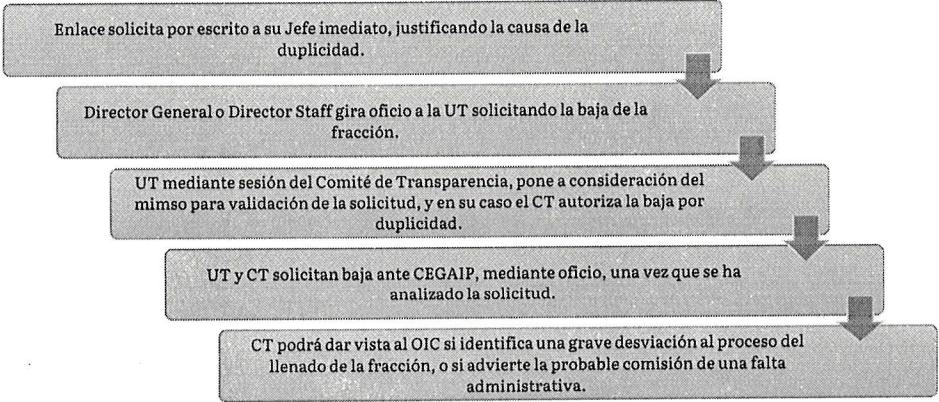 Enlace solicita por escrito a su Jefe imediato, justificando la causa de la
duplicidad.
Director General o Director Staff gira oficio a la UT solicitando la baja de la
fracción.
UT mediante sesión del Comité de Transparencia, pone a consideración del
mimso para validación de la solicitud, y en su caso el CT autoriza la baja por
duplicidad.
UT y CT solicitan baja ante CEGAIP, mediante oficio, una vez que se ha
analizado la solicitud.
CT podrá dar vista al OIC si identifica una grave desviación al proceso del
llenado de la fracción, o si advierte la probable comisión de una falta
administrativa.